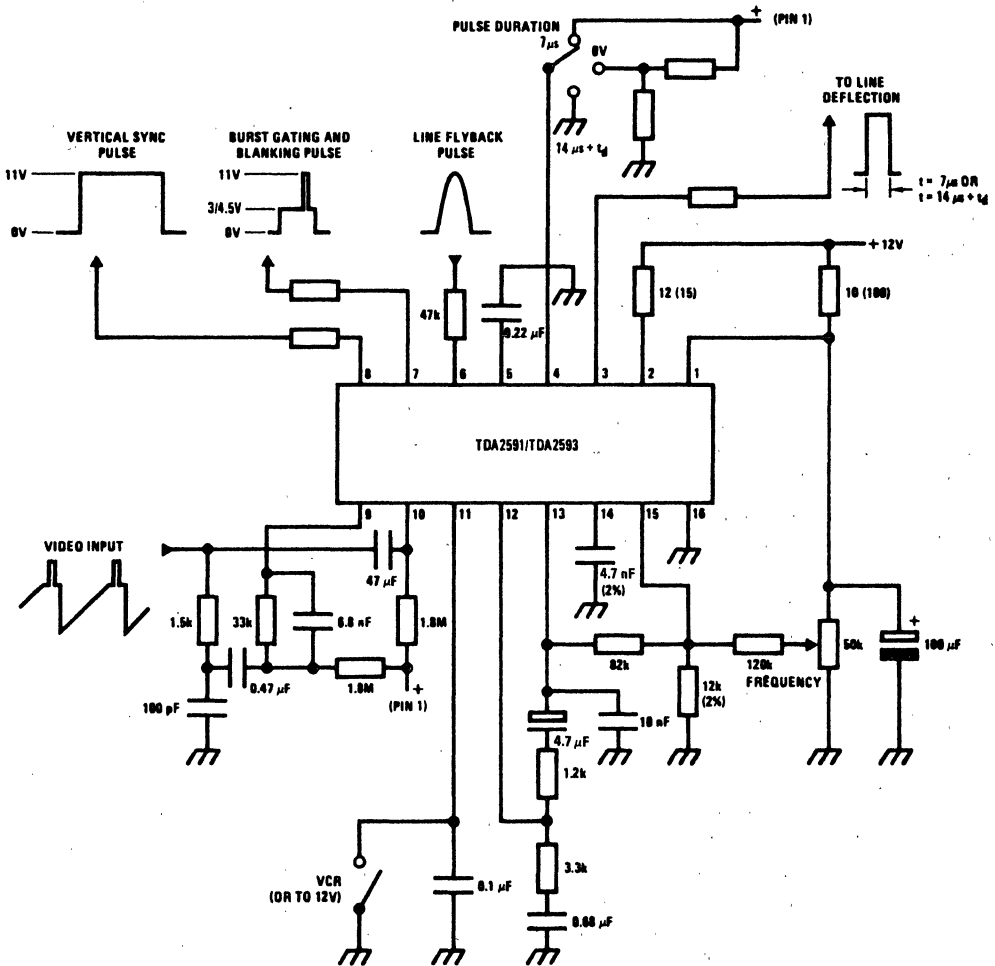 PULSE DURATION
7µs
0V
+
(PIN 1)
14 µs + td
TO LINE
DEFLECTION
t = 7µs OR
t = 14 µs + td
VERTICAL SYNC
PULSE
11V
0V
BURST GATING AND
BLANKING PULSE
11V
3/4.5V
0V
LINE FLYBACK
PULSE
+ 12V
47k
0.22 µF
12 (15)
10 (100)
8
7
6
5
4
3
2
1
TDA2591/TDA2593
9
10
11
12
13
14
15
16
VIDEO INPUT
47 µF
4.7 nF
(2%)
1.5k
33k
6.8 nF
1.8M
0.47 µF
1.8M
+
(PIN 1)
100 pF
82k
120k
FREQUENCY
50k
+
100 µF
12k
(2%)
10 nF
4.7 µF
1.2k
3.3k
0.68 µF
VCR
(OR TO 12V)
0.1 µF